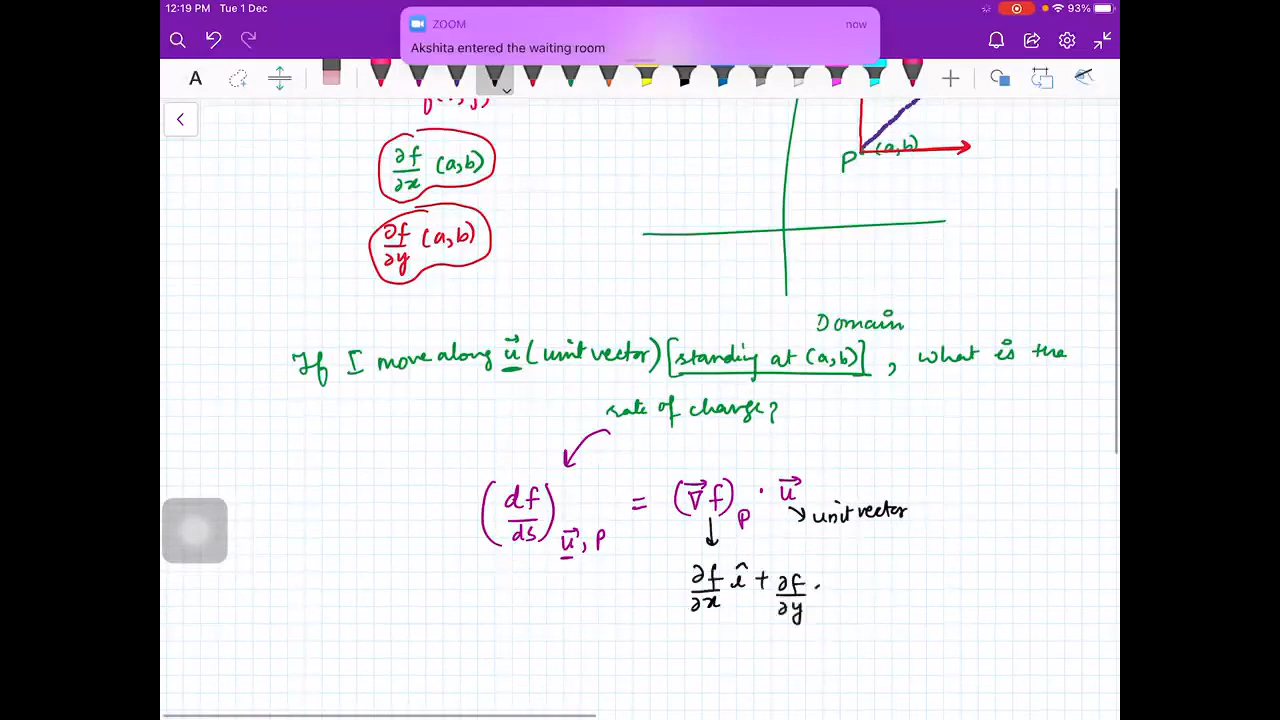 12:19 PM Tue 1 Dec
93%
ZOOM
now
Akshita entered the waiting room
A
∂f/∂x (a,b)
P (a,b)
∂f/∂y (a,b)
Domain
If I move along u⃗ (unit vector) [standing at (a,b)], what is the
rate of change?
(df/ds)u⃗, P = (∇⃗f)P · u⃗
unit vector
∂f/∂x î + ∂f/∂y